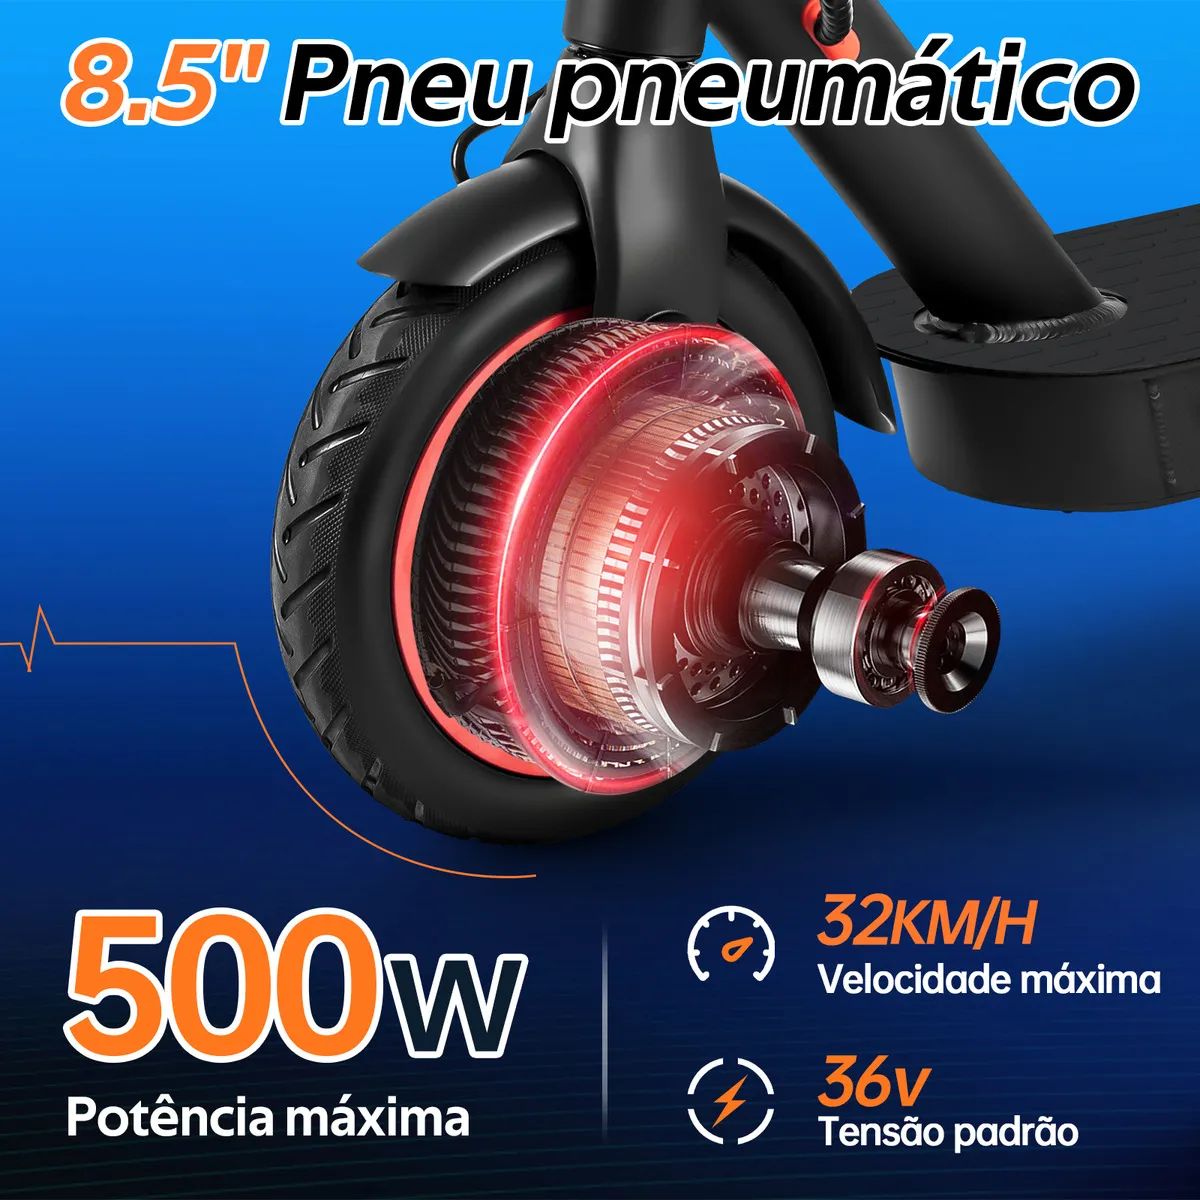 8.5" Pneu pneumático
500W
Potência máxima
32KM/H
Velocidade máxima
36V
Tensão padrão